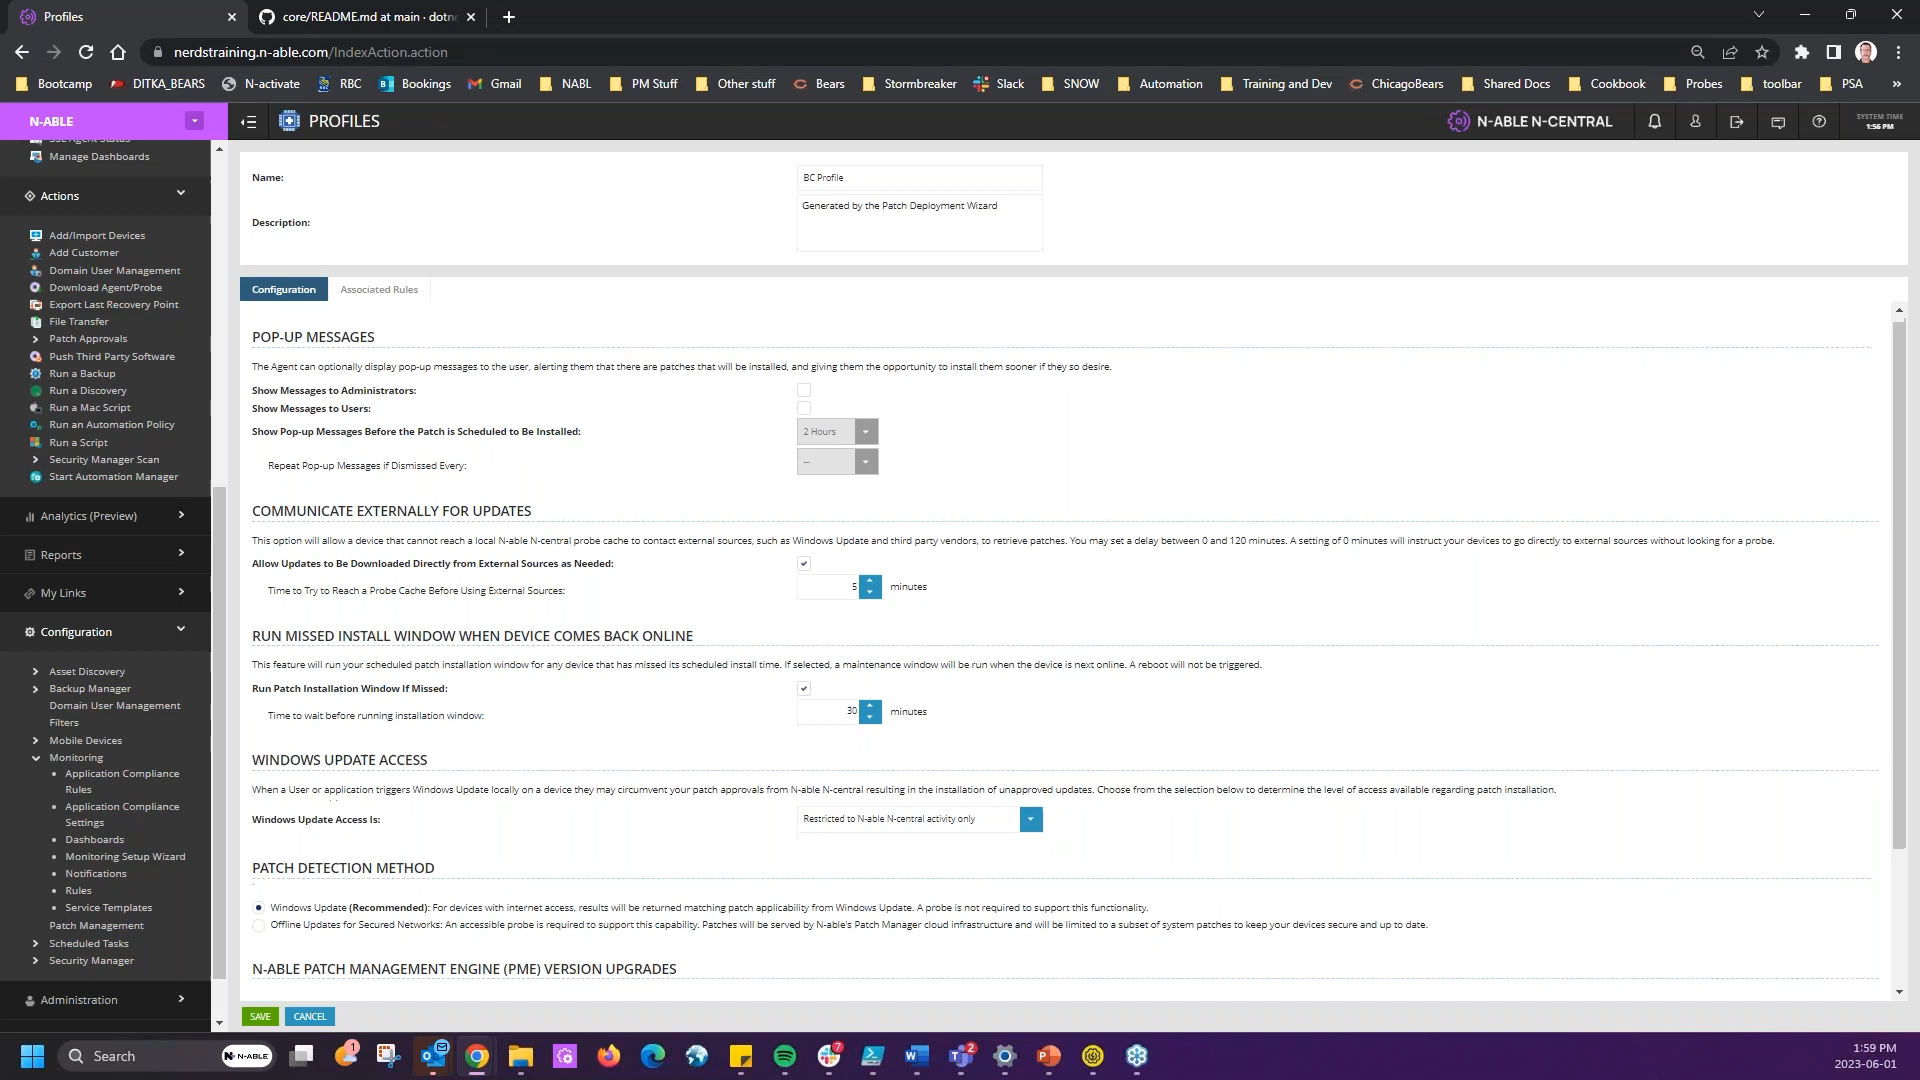 Profiles
core/README.md at main · dotn
nerdstraining.n-able.com/IndexAction.action
Bootcamp
DITKA_BEARS
N-activate
RBC
Bookings
Gmail
NABL
PM Stuff
Other stuff
Bears
Stormbreaker
Slack
SNOW
Automation
Training and Dev
ChicagoBears
Shared Docs
Cookbook
Probes
toolbar
PSA
»
N-ABLE
PROFILES
N-ABLE N-CENTRAL
SYSTEM TIME
1:56 PM
Manage Dashboards
Actions
Add/Import Devices
Add Customer
Domain User Management
Download Agent/Probe
Export Last Recovery Point
File Transfer
Patch Approvals
Push Third Party Software
Run a Backup
Run a Discovery
Run a Mac Script
Run an Automation Policy
Run a Script
Security Manager Scan
Start Automation Manager
Analytics (Preview)
Reports
My Links
Configuration
Asset Discovery
Backup Manager
Domain User Management
Filters
Mobile Devices
Monitoring
Application Compliance
Rules
Application Compliance
Settings
Dashboards
Monitoring Setup Wizard
Notifications
Rules
Service Templates
Patch Management
Scheduled Tasks
Security Manager
Administration
Name:
BC Profile
Description:
Generated by the Patch Deployment Wizard
Configuration
Associated Rules
POP-UP MESSAGES
The Agent can optionally display pop-up messages to the user, alerting them that there are patches that will be installed, and giving them the opportunity to install them sooner if they so desire.
Show Messages to Administrators:
Show Messages to Users:
Show Pop-up Messages Before the Patch is Scheduled to Be Installed:
2 Hours
Repeat Pop-up Messages if Dismissed Every:
--
COMMUNICATE EXTERNALLY FOR UPDATES
This option will allow a device that cannot reach a local N-able N-central probe cache to contact external sources, such as Windows Update and third party vendors, to retrieve patches. You may set a delay between 0 and 120 minutes. A setting of 0 minutes will instruct your devices to go directly to external sources without looking for a probe.
Allow Updates to Be Downloaded Directly from External Sources as Needed:
Time to Try to Reach a Probe Cache Before Using External Sources:
5
minutes
RUN MISSED INSTALL WINDOW WHEN DEVICE COMES BACK ONLINE
This feature will run your scheduled patch installation window for any device that has missed its scheduled install time. If selected, a maintenance window will be run when the device is next online. A reboot will not be triggered.
Run Patch Installation Window If Missed:
Time to wait before running installation window:
30
minutes
WINDOWS UPDATE ACCESS
When a User or application triggers Windows Update locally on a device they may circumvent your patch approvals from N-able N-central resulting in the installation of unapproved updates. Choose from the selection below to determine the level of access available regarding patch installation.
Windows Update Access Is:
Restricted to N-able N-central activity only
PATCH DETECTION METHOD
Windows Update (Recommended): For devices with internet access, results will be returned matching patch applicability from Windows Update. A probe is not required to support this functionality.
Offline Updates for Secured Networks: An accessible probe is required to support this capability. Patches will be served by N-able's Patch Manager cloud infrastructure and will be limited to a subset of system patches to keep your devices secure and up to date.
N-ABLE PATCH MANAGEMENT ENGINE (PME) VERSION UPGRADES
SAVE
CANCEL
Search
N-ABLE
1
7
2
1:59 PM
2023-06-01